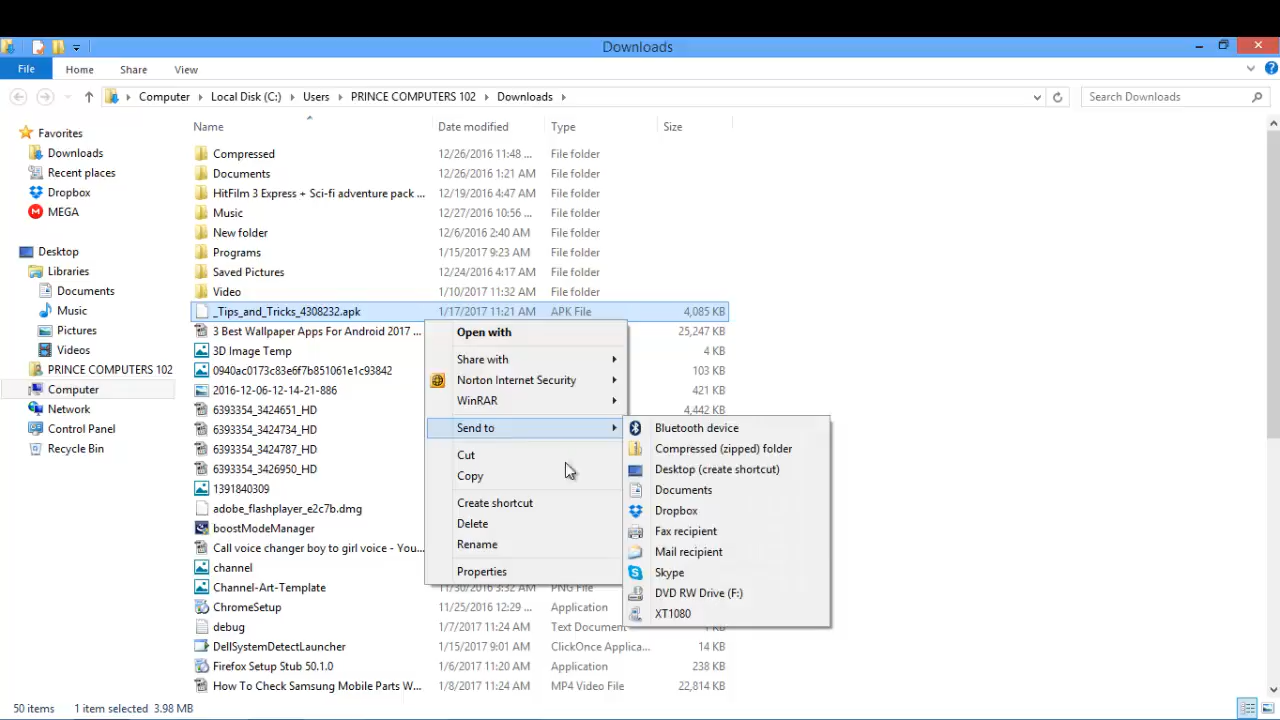 Downloads
File Home Share View
Computer Local Disk (C:) Users PRINCE COMPUTERS 102 Downloads Search Downloads
Favorites
Downloads
Recent places
Dropbox
MEGA
Desktop
Libraries
Documents
Music
Pictures
Videos
PRINCE COMPUTERS 102
Computer
Network
Control Panel
Recycle Bin
Name Date modified Type Size
Compressed 12/26/2016 11:48 ... File folder
Documents 12/26/2016 1:21 AM File folder
HitFilm 3 Express + Sci-fi adventure pack ... 12/19/2016 4:47 AM File folder
Music 12/27/2016 10:56 ... File folder
New folder 12/6/2016 2:40 AM File folder
Programs 1/15/2017 9:23 AM File folder
Saved Pictures 12/24/2016 4:17 AM File folder
Video 1/10/2017 11:32 AM File folder
_Tips_and_Tricks_4308232.apk 1/17/2017 11:21 AM APK File 4,085 KB
3 Best Wallpaper Apps For Android 2017 ... 25,247 KB
3D Image Temp 4 KB
0940ac0173c83e6f7b851061e1c93842 103 KB
2016-12-06-12-14-21-886 421 KB
6393354_3424651_HD 4,442 KB
6393354_3424734_HD
6393354_3424787_HD
6393354_3426950_HD
1391840309
adobe_flashplayer_e2c7b.dmg
boostModeManager
Call voice changer boy to girl voice - You...
channel
Channel-Art-Template 11/30/2016 3:32 AM PNG File
ChromeSetup 11/25/2016 12:29 ... Application
debug 1/7/2017 11:24 AM Text Document 1 KB
DellSystemDetectLauncher 1/15/2017 9:01 AM ClickOnce Applica... 14 KB
Firefox Setup Stub 50.1.0 1/6/2017 11:20 AM Application 238 KB
How To Check Samsung Mobile Parts W... 1/8/2017 11:24 AM MP4 Video File 22,814 KB
Open with
Share with
Norton Internet Security
WinRAR
Send to
Cut
Copy
Create shortcut
Delete
Rename
Properties
Bluetooth device
Compressed (zipped) folder
Desktop (create shortcut)
Documents
Dropbox
Fax recipient
Mail recipient
Skype
DVD RW Drive (F:)
XT1080
50 items 1 item selected 3.98 MB